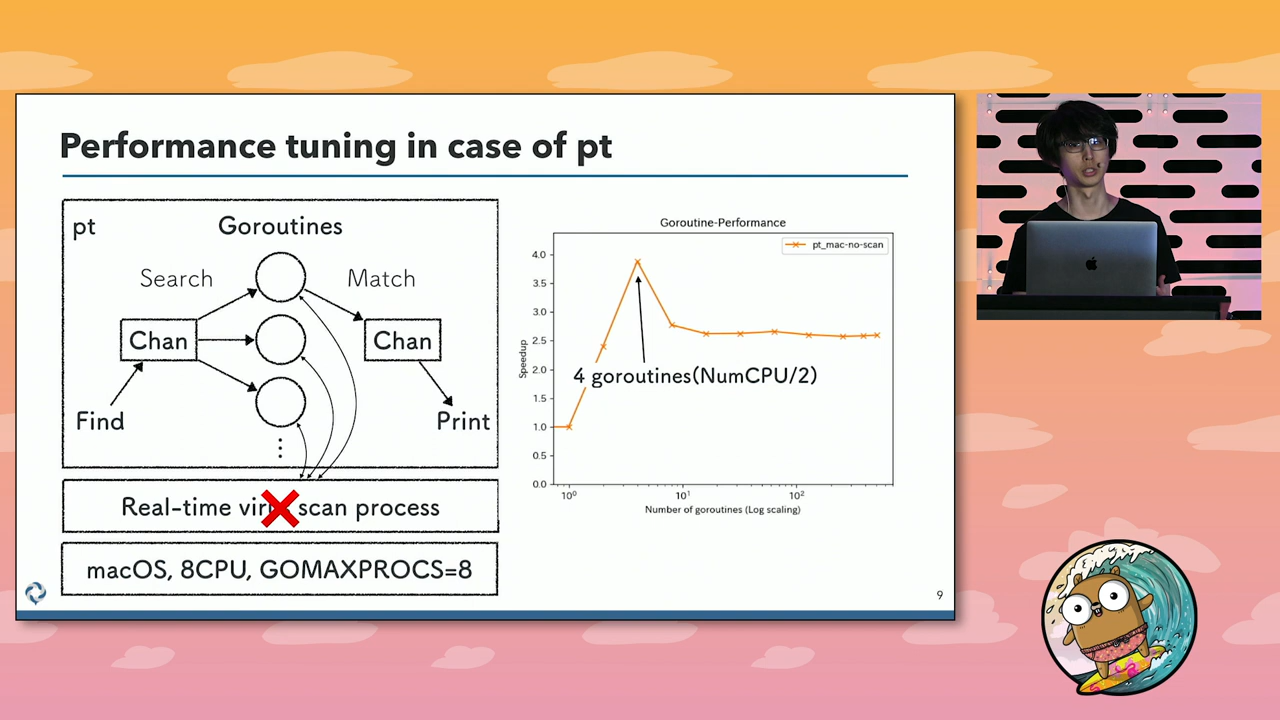 Performance tuning in case of pt
pt
Goroutines
Search
Match
Chan
Chan
Find
Print
Real-time scan process
macOS, 8CPU, GOMAXPROCS=8
Goroutine-Performance
pt_mac-no-scan
4.0
3.5
3.0
2.5
2.0
1.5
1.0
0.5
0.0
Speedup
4 goroutines(NumCPU/2)
10⁰
10¹
10²
Number of goroutines (Log scaling)
9